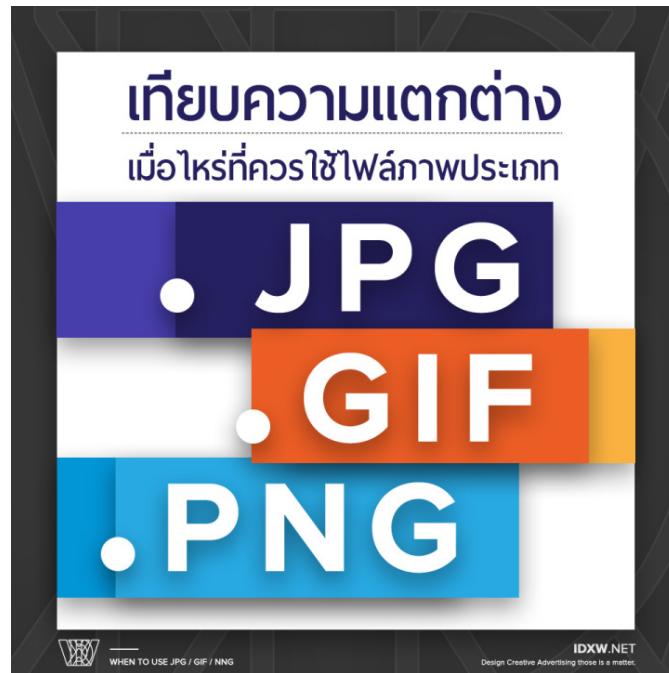 เทียบความแตกต่าง
เมื่อไหร่ที่ควรใช้ไฟล์ภาพประเภท
. JPG
.GIF
.PNG
WHEN TO USE JPG / GIF / NNG
IDXW.NET
Design Creative Advertising those is a matter.